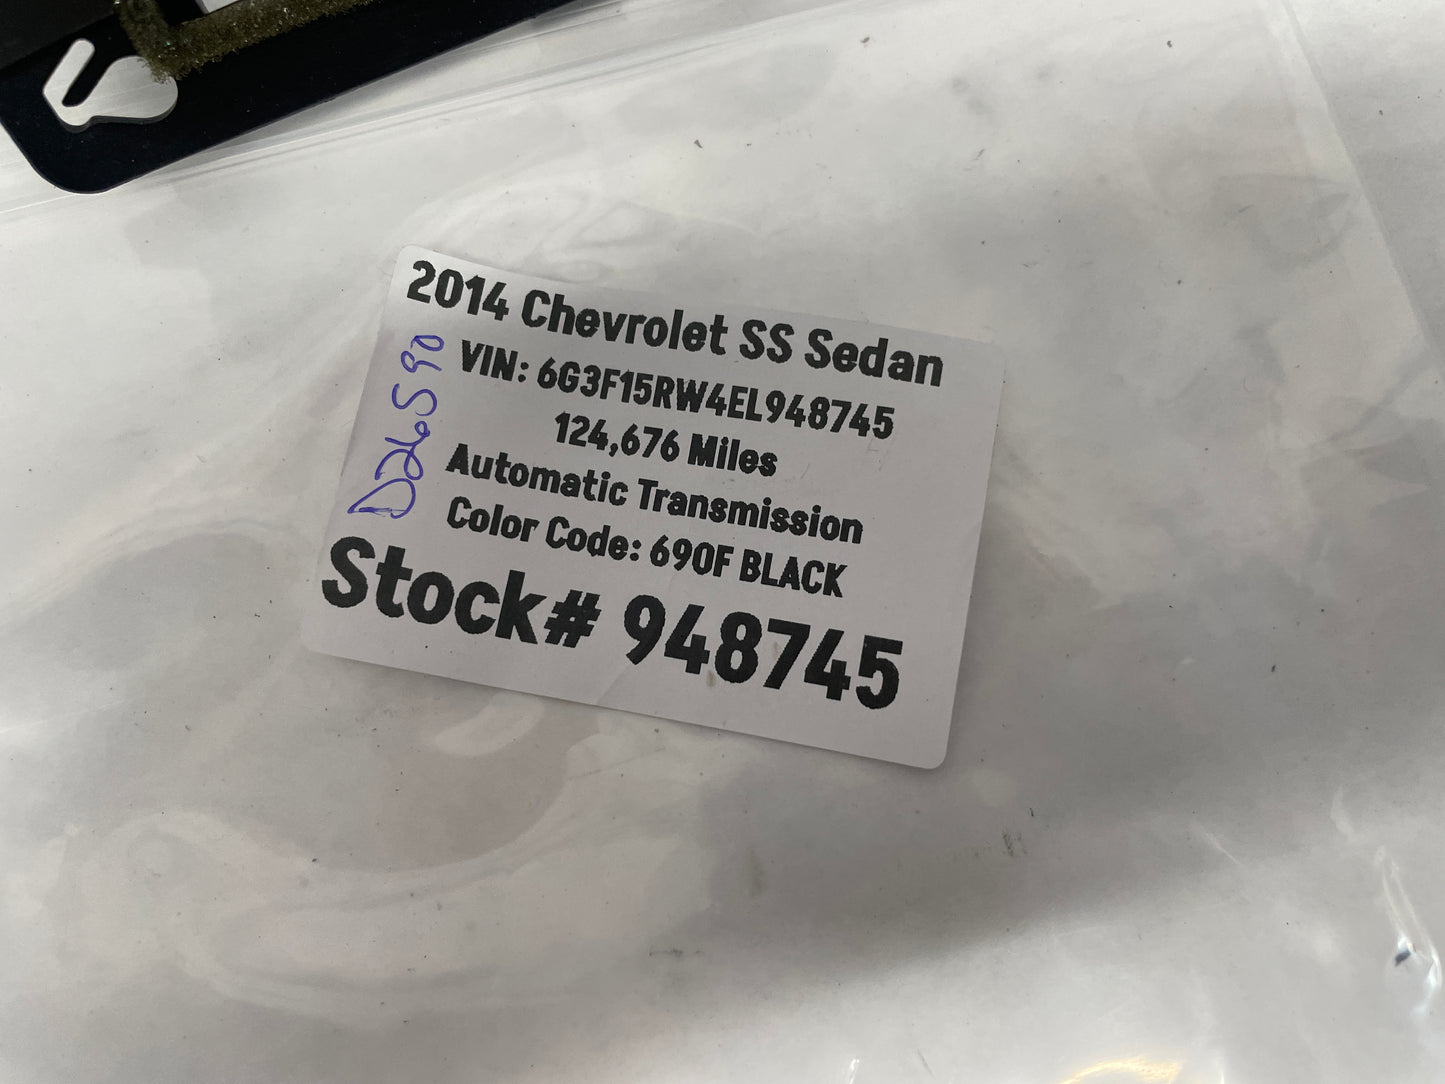 2014 Chevrolet SS Sedan
VIN: 6G3F15RW4EL948745
124,676 Miles
Automatic Transmission
Color Code: 690F BLACK
Stock# 948745